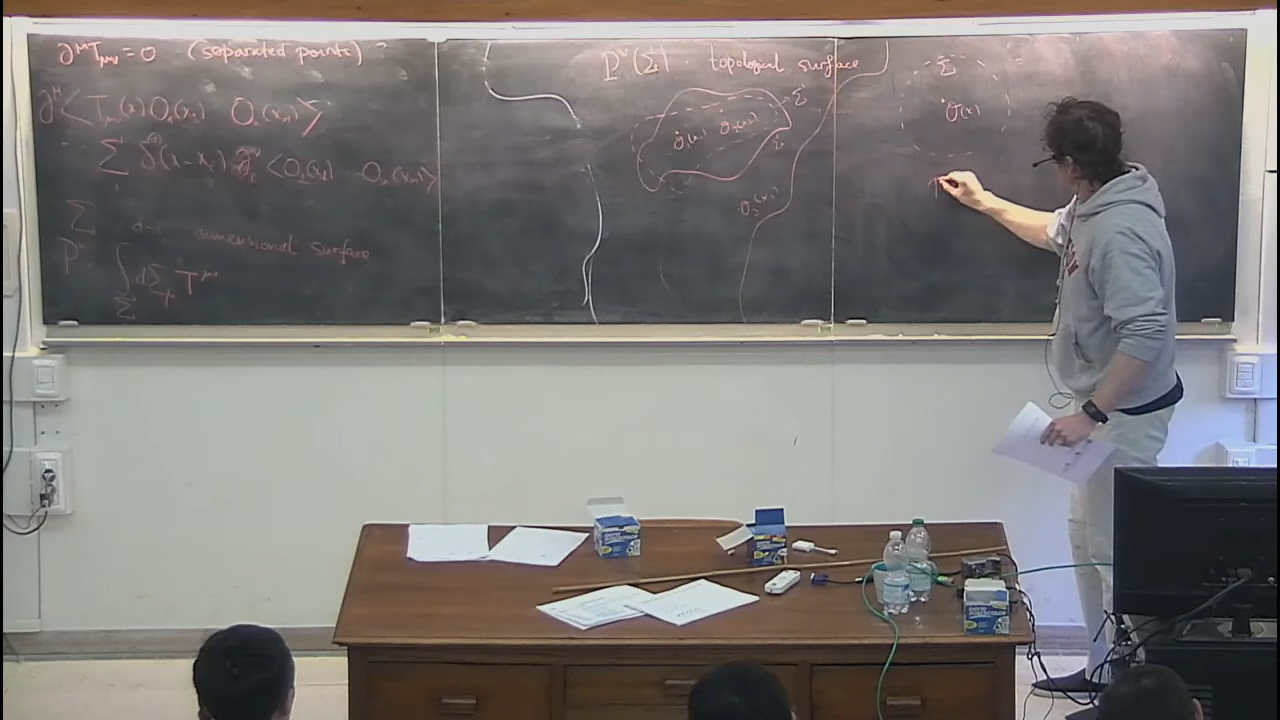 ∂^μ T_μν = 0 (separated points)
∂^μ < T_μν(x) O_1(x_1) O_n(x_n) >
Σ_i δ^(d)(x-x_i) ∂_i^ν < O_1(x_1) O_n(x_n) >
Σ d-1 dimensional surface
P^ν ∫_Σ dΣ_μ T^μν
P^ν(Σ) topological surface
Σ
O_1(x_1) O_2(x_2)
Σ
O_3(x_3)
Σ
O(x)